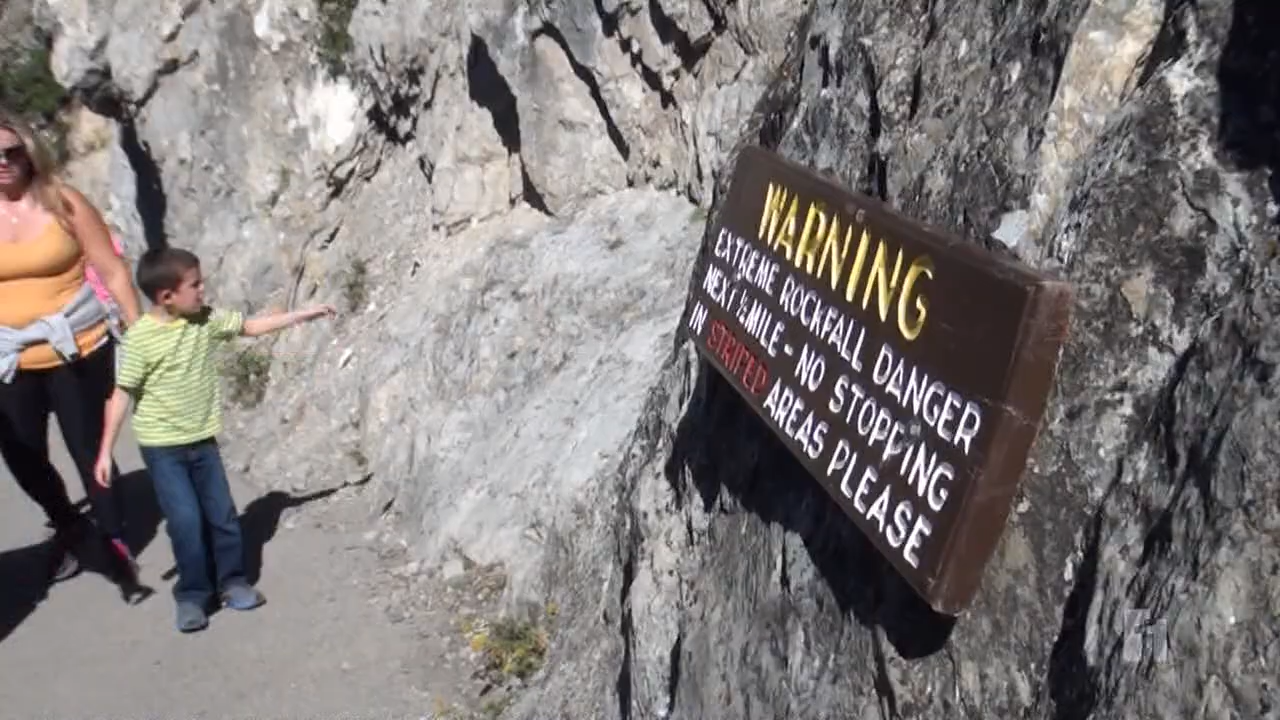 WARNING
EXTREME ROCKFALL DANGER
NEXT ½ MILE - NO STOPPING
IN STRIPED AREAS PLEASE